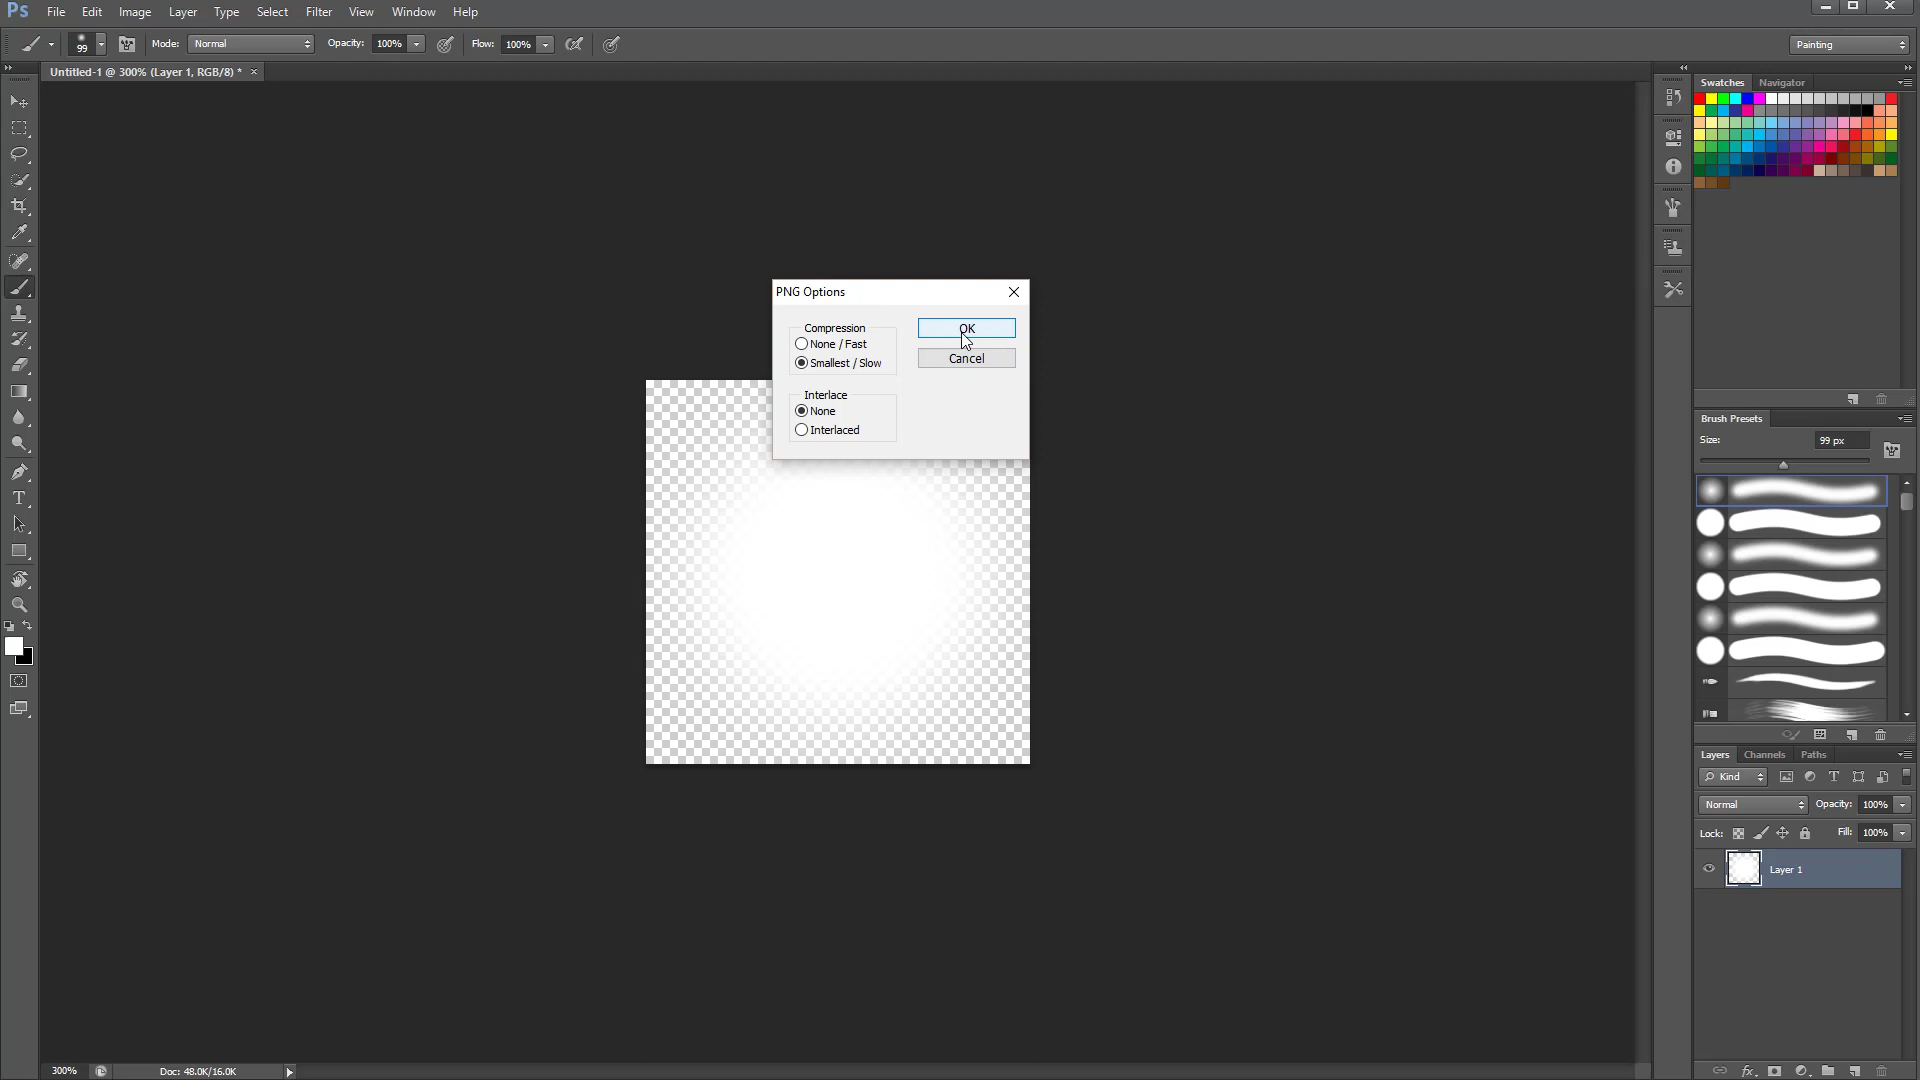 Ps File Edit Image Layer Type Select Filter View Window Help
99 Mode: Normal Opacity: 100% Flow: 100% Painting
Untitled-1 @ 300% (Layer 1, RGB/8) * ×
Swatches Navigator
PNG Options
Compression
None / Fast
Smallest / Slow
OK
Cancel
Interlace
None
Interlaced
Brush Presets
Size: 99 px
T
Layers Channels Paths
Kind T
Normal Opacity: 100%
Lock: Fill: 100%
Layer 1
300% Doc: 48.0K/16.0K
fx